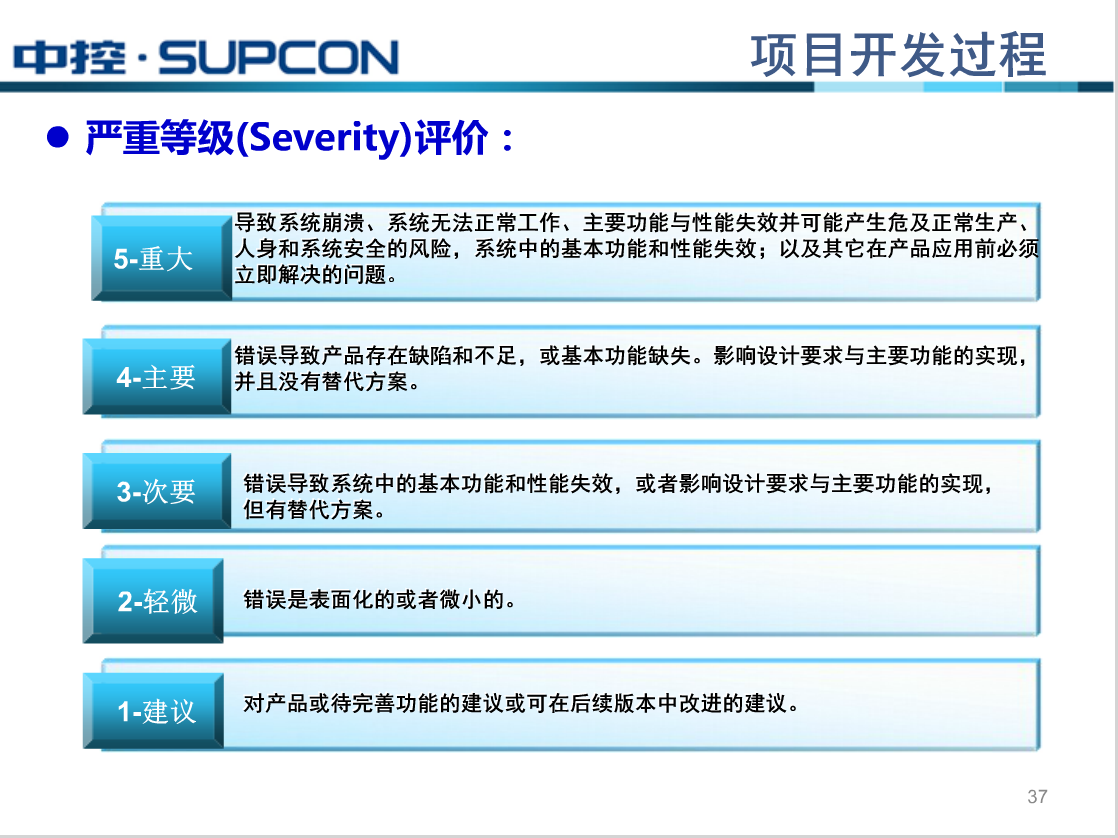 中控·SUPCON
项目开发过程
● 严重等级(Severity)评价：
5-重大
导致系统崩溃、系统无法正常工作、主要功能与性能失效并可能产生危及正常生产、
人身和系统安全的风险，系统中的基本功能和性能失效；以及其它在产品应用前必须
立即解决的问题。
4-主要
错误导致产品存在缺陷和不足，或基本功能缺失。影响设计要求与主要功能的实现，
并且没有替代方案。
3-次要
错误导致系统中的基本功能和性能失效，或者影响设计要求与主要功能的实现，
但有替代方案。
2-轻微
错误是表面化的或者微小的。
1-建议
对产品或待完善功能的建议或可在后续版本中改进的建议。
37